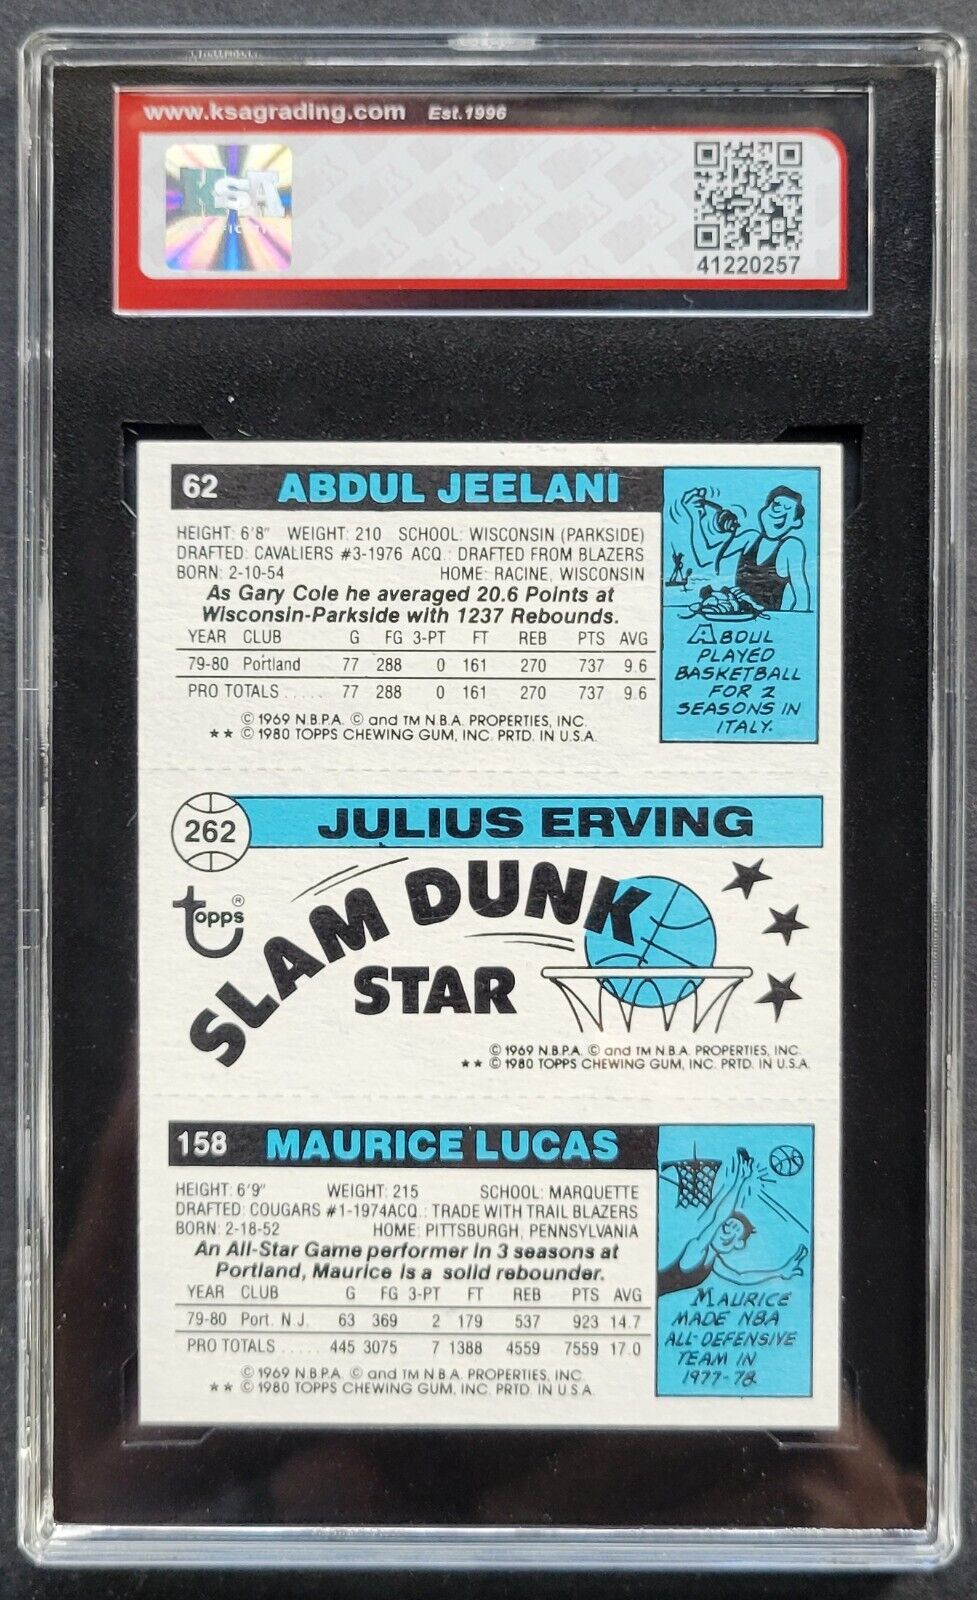 www.ksagrading.com Est.1996
KSA
41220257
62 ABDUL JEELANI
HEIGHT: 6'8" WEIGHT: 210 SCHOOL: WISCONSIN (PARKSIDE)
DRAFTED: CAVALIERS #3-1976 ACQ.: DRAFTED FROM BLAZERS
BORN: 2-10-54 HOME: RACINE, WISCONSIN
As Gary Cole he averaged 20.6 Points at
Wisconsin-Parkside with 1237 Rebounds.
YEAR CLUB G FG 3-PT FT REB PTS AVG
79-80 Portland 77 288 0 161 270 737 9.6
PRO TOTALS ..... 77 288 0 161 270 737 9.6
© 1969 N.B.P.A. © and TM N.B.A. PROPERTIES, INC.
★★ © 1980 TOPPS CHEWING GUM, INC. PRTD. IN U.S.A.
ABDUL
PLAYED
BASKETBALL
FOR 2
SEASONS IN
ITALY.
262 JULIUS ERVING
topps®
SLAM DUNK
STAR
© 1969 N.B.P.A. © and TM N.B.A. PROPERTIES, INC.
★★ © 1980 TOPPS CHEWING GUM, INC. PRTD. IN U.S.A.
158 MAURICE LUCAS
HEIGHT: 6'9" WEIGHT: 215 SCHOOL: MARQUETTE
DRAFTED: COUGARS #1-1974 ACQ.: TRADE WITH TRAIL BLAZERS
BORN: 2-18-52 HOME: PITTSBURGH, PENNSYLVANIA
An All-Star Game performer in 3 seasons at
Portland, Maurice is a solid rebounder.
YEAR CLUB G FG 3-PT FT REB PTS AVG
79-80 Port. N.J. 63 369 2 179 537 923 14.7
PRO TOTALS ..... 445 3075 7 1388 4559 7559 17.0
© 1969 N.B.P.A. © and TM N.B.A. PROPERTIES, INC.
★★ © 1980 TOPPS CHEWING GUM, INC. PRTD. IN U.S.A.
MAURICE
MADE NBA
ALL-DEFENSIVE
TEAM IN
1977-78.